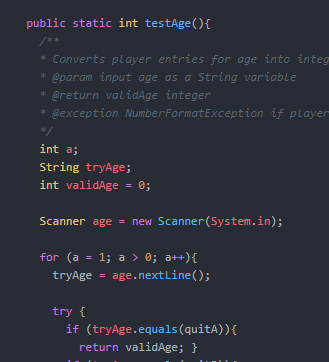 public static int testAge(){
/**
* Converts player entries for age into integ
* @param input age as a String variable
* @return validAge integer
* @exception NumberFormatException if player
*/
int a;
String tryAge;
int validAge = 0;
Scanner age = new Scanner(System.in);
for (a = 1; a > 0; a++){
tryAge = age.nextLine();
try {
if (tryAge.equals(quitA)){
return validAge; }